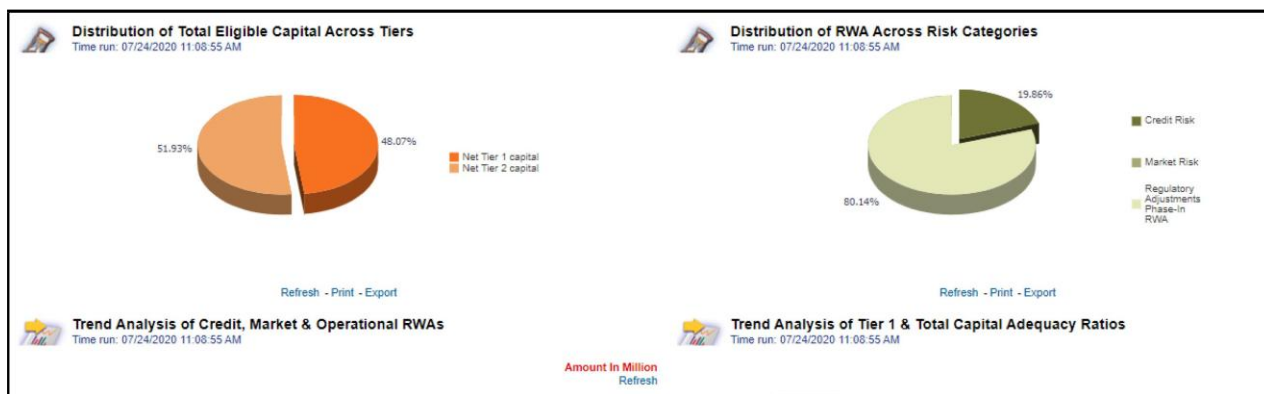 Distribution of Total Eligible Capital Across Tiers
Time run: 07/24/2020 11:08:55 AM
51.93%
48.07%
Net Tier 1 capital
Net Tier 2 capital
Refresh - Print - Export
Distribution of RWA Across Risk Categories
Time run: 07/24/2020 11:08:55 AM
19.86%
80.14%
Credit Risk
Market Risk
Regulatory
Adjustments
Phase-In
RWA
Refresh - Print - Export
Trend Analysis of Credit, Market & Operational RWAs
Time run: 07/24/2020 11:08:55 AM
Amount In Million
Refresh
Trend Analysis of Tier 1 & Total Capital Adequacy Ratios
Time run: 07/24/2020 11:08:55 AM